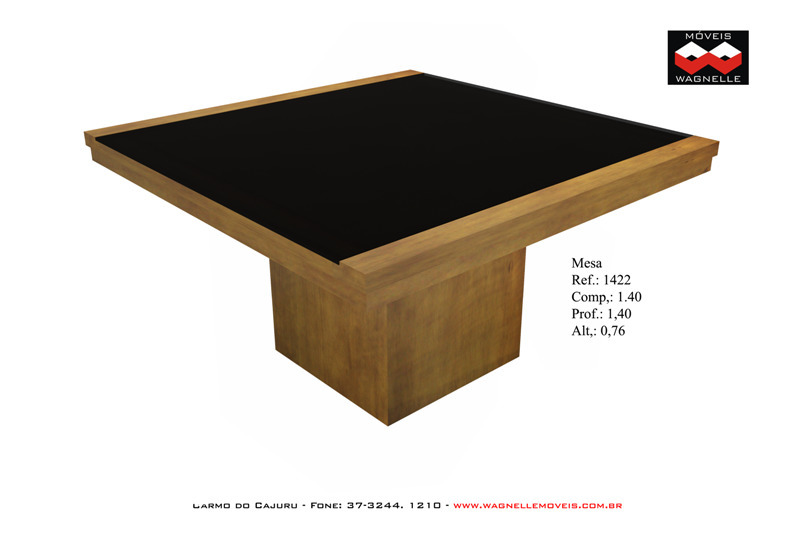 MÓVEIS
WAGNELLE
Mesa
Ref.: 1422
Comp,: 1.40
Prof.: 1,40
Alt,: 0,76
Carmo do Cajuru - Fone: 37-3244. 1210 - www.wagnellemoveis.com.br